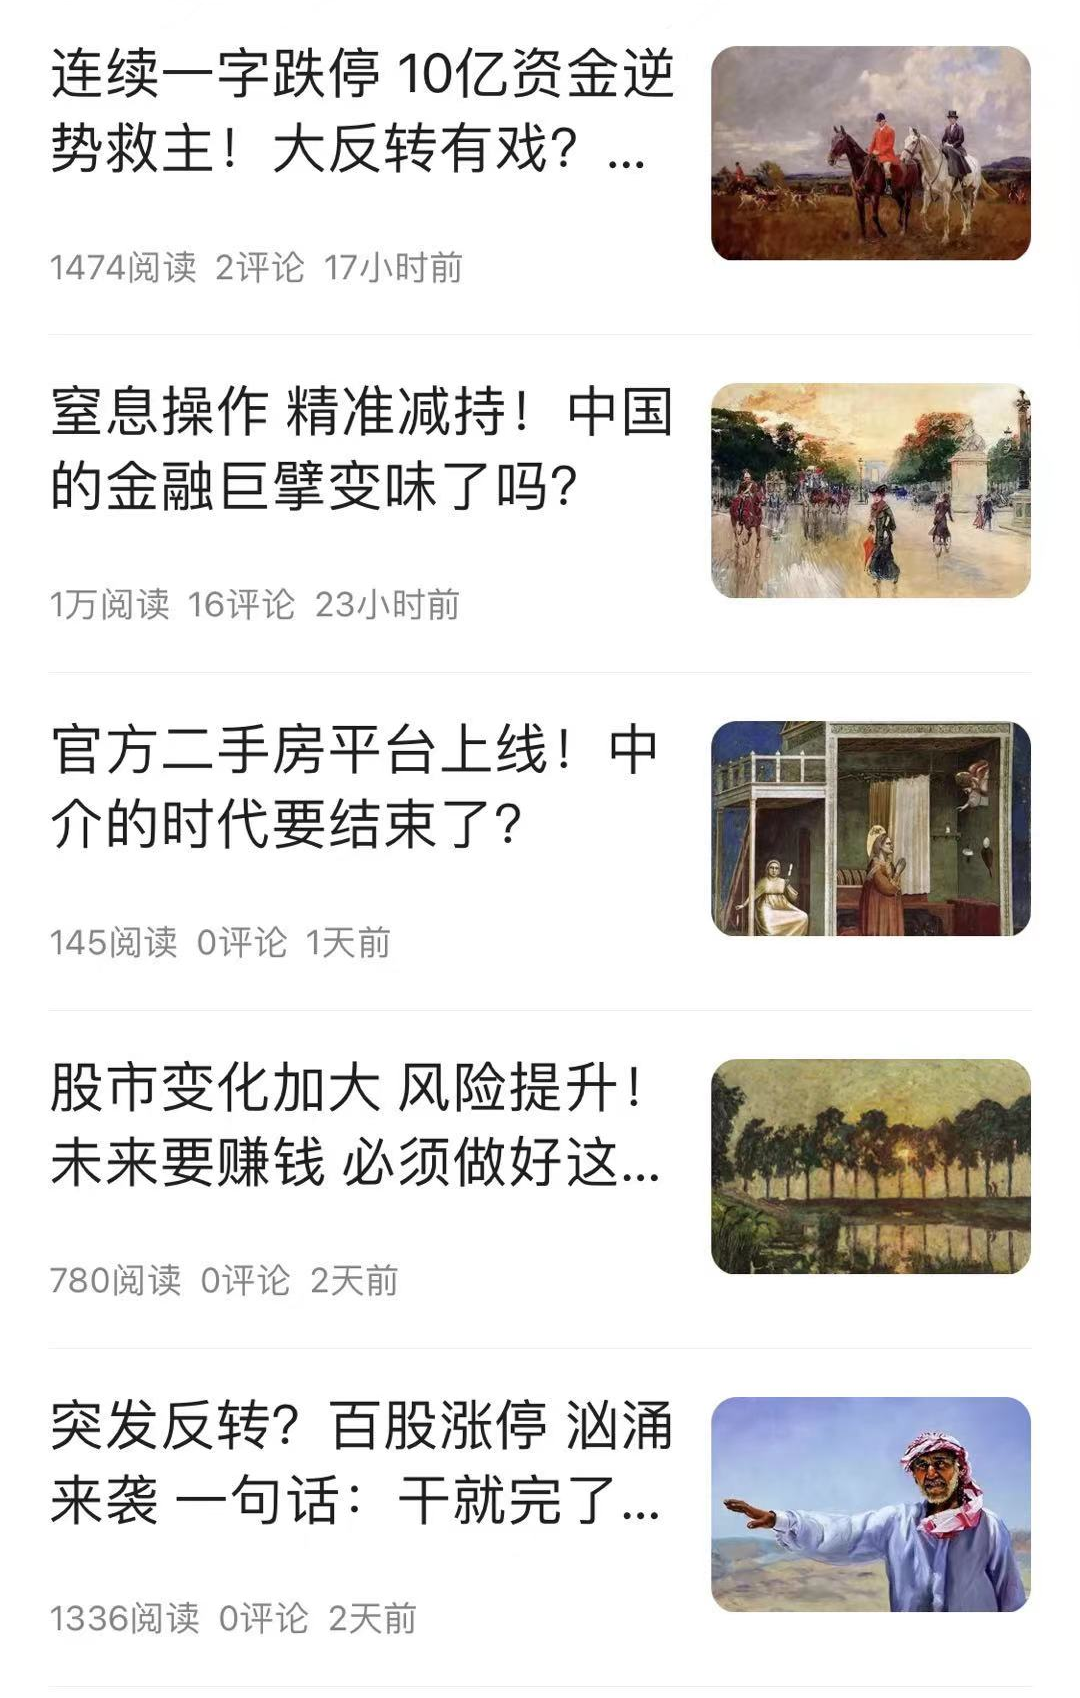 连续一字跌停 10亿资金逆
势救主！大反转有戏？...
1474阅读 2评论 17小时前
窒息操作 精准减持！中国
的金融巨擘变味了吗？
1万阅读 16评论 23小时前
官方二手房平台上线！中
介的时代要结束了？
145阅读 0评论 1天前
股市变化加大 风险提升！
未来要赚钱 必须做好这...
780阅读 0评论 2天前
突发反转？百股涨停 汹涌
来袭 一句话：干就完了...
1336阅读 0评论 2天前